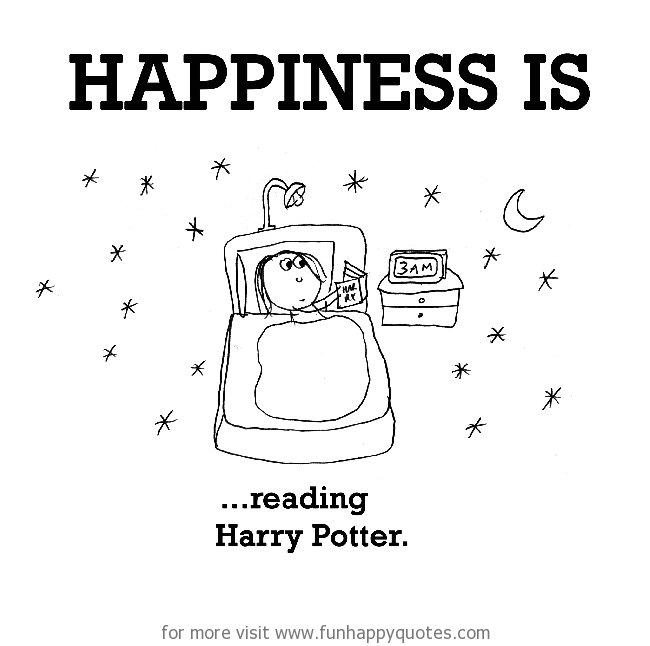 HAPPINESS IS
3AM
HAR
RY
...reading
Harry Potter.
for more visit www.funhappyquotes.com